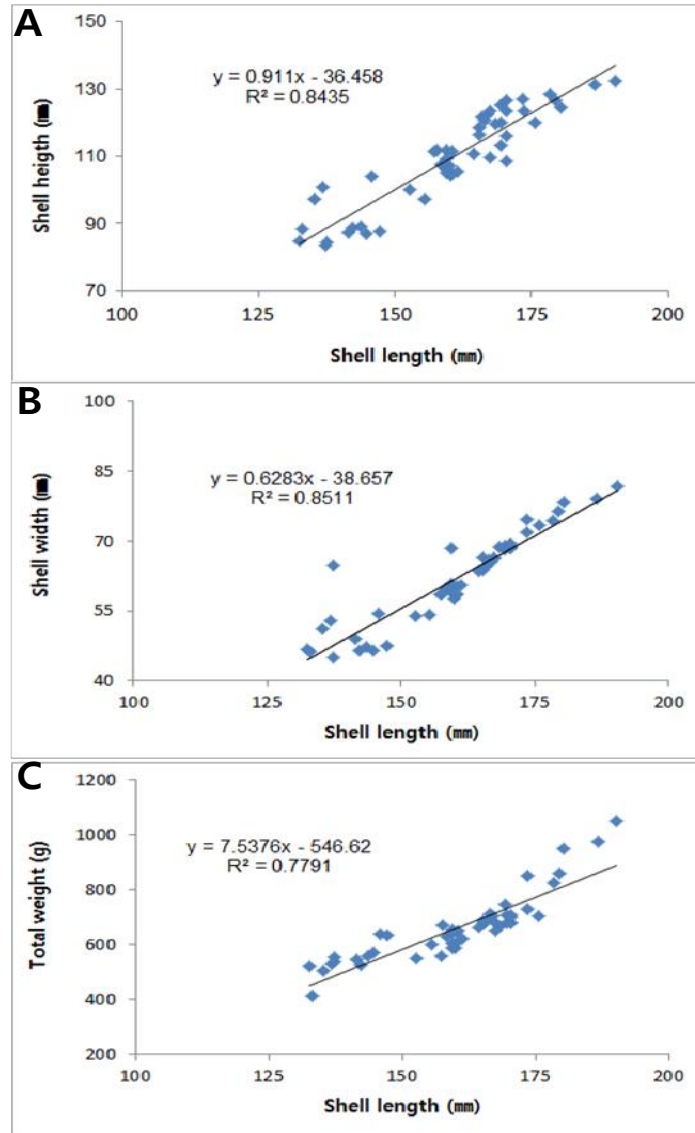 A
150
y = 0.911x - 36.458
R² = 0.8435
130
110
90
70
Shell heigth (㎜)
100 125 150 175 200
Shell length (㎜)
B
100
y = 0.6283x - 38.657
R² = 0.8511
85
70
55
40
Shell width (㎜)
100 125 150 175 200
Shell length (㎜)
C
1200
y = 7.5376x - 546.62
R² = 0.7791
1000
800
600
400
200
Total weight (g)
100 125 150 175 200
Shell length (㎜)